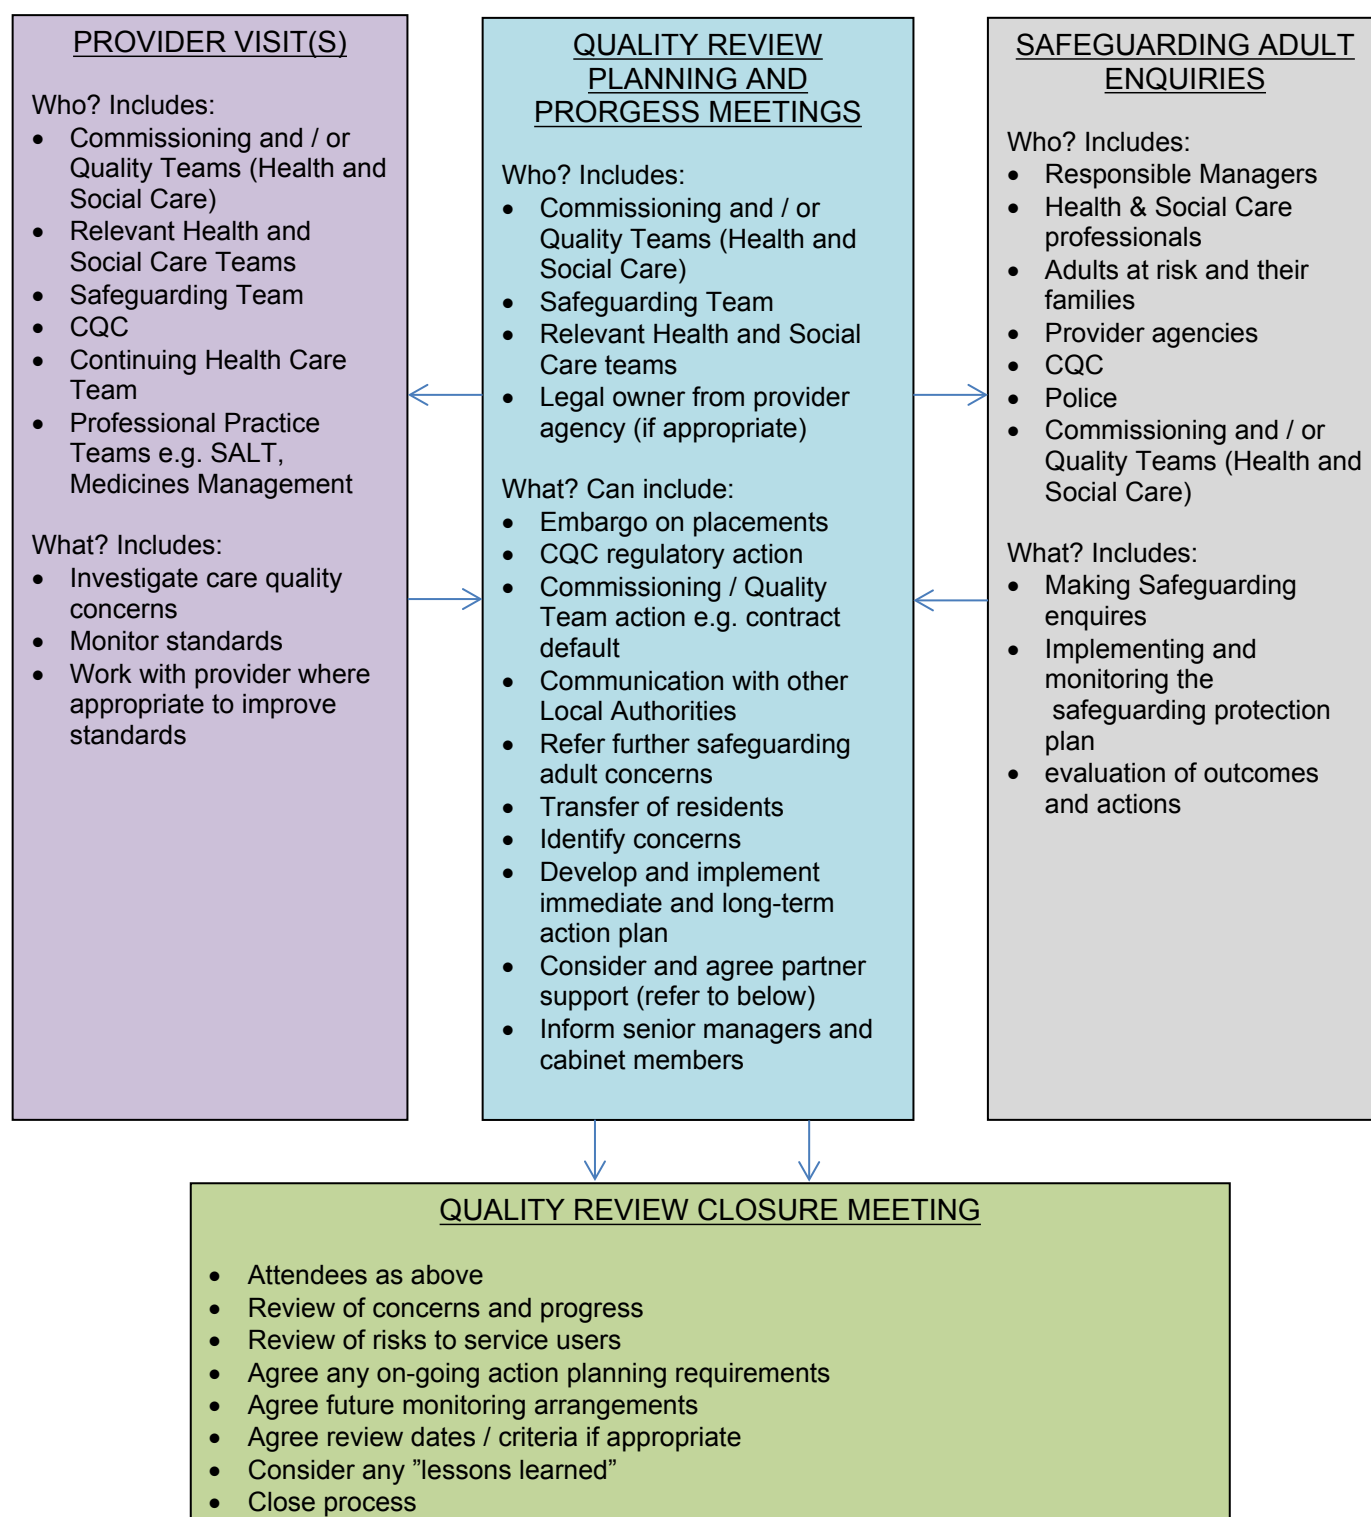 PROVIDER VISIT(S)
Who? Includes:
• Commissioning and / or
Quality Teams (Health and
Social Care)
• Relevant Health and
Social Care Teams
• Safeguarding Team
• CQC
• Continuing Health Care
Team
• Professional Practice
Teams e.g. SALT,
Medicines Management
What? Includes:
• Investigate care quality
concerns
• Monitor standards
• Work with provider where
appropriate to improve
standards
QUALITY REVIEW
PLANNING AND
PRORGESS MEETINGS
Who? Includes:
• Commissioning and / or
Quality Teams (Health and
Social Care)
• Safeguarding Team
• Relevant Health and Social
Care teams
• Legal owner from provider
agency (if appropriate)
What? Can include:
• Embargo on placements
• CQC regulatory action
• Commissioning / Quality
Team action e.g. contract
default
• Communication with other
Local Authorities
• Refer further safeguarding
adult concerns
• Transfer of residents
• Identify concerns
• Develop and implement
immediate and long-term
action plan
• Consider and agree partner
support (refer to below)
• Inform senior managers and
cabinet members
SAFEGUARDING ADULT
ENQUIRIES
Who? Includes:
• Responsible Managers
• Health & Social Care
professionals
• Adults at risk and their
families
• Provider agencies
• CQC
• Police
• Commissioning and / or
Quality Teams (Health and
Social Care)
What? Includes:
• Making Safeguarding
enquires
• Implementing and
monitoring the
safeguarding protection
plan
• evaluation of outcomes
and actions
QUALITY REVIEW CLOSURE MEETING
• Attendees as above
• Review of concerns and progress
• Review of risks to service users
• Agree any on-going action planning requirements
• Agree future monitoring arrangements
• Agree review dates / criteria if appropriate
• Consider any ”lessons learned”
• Close process